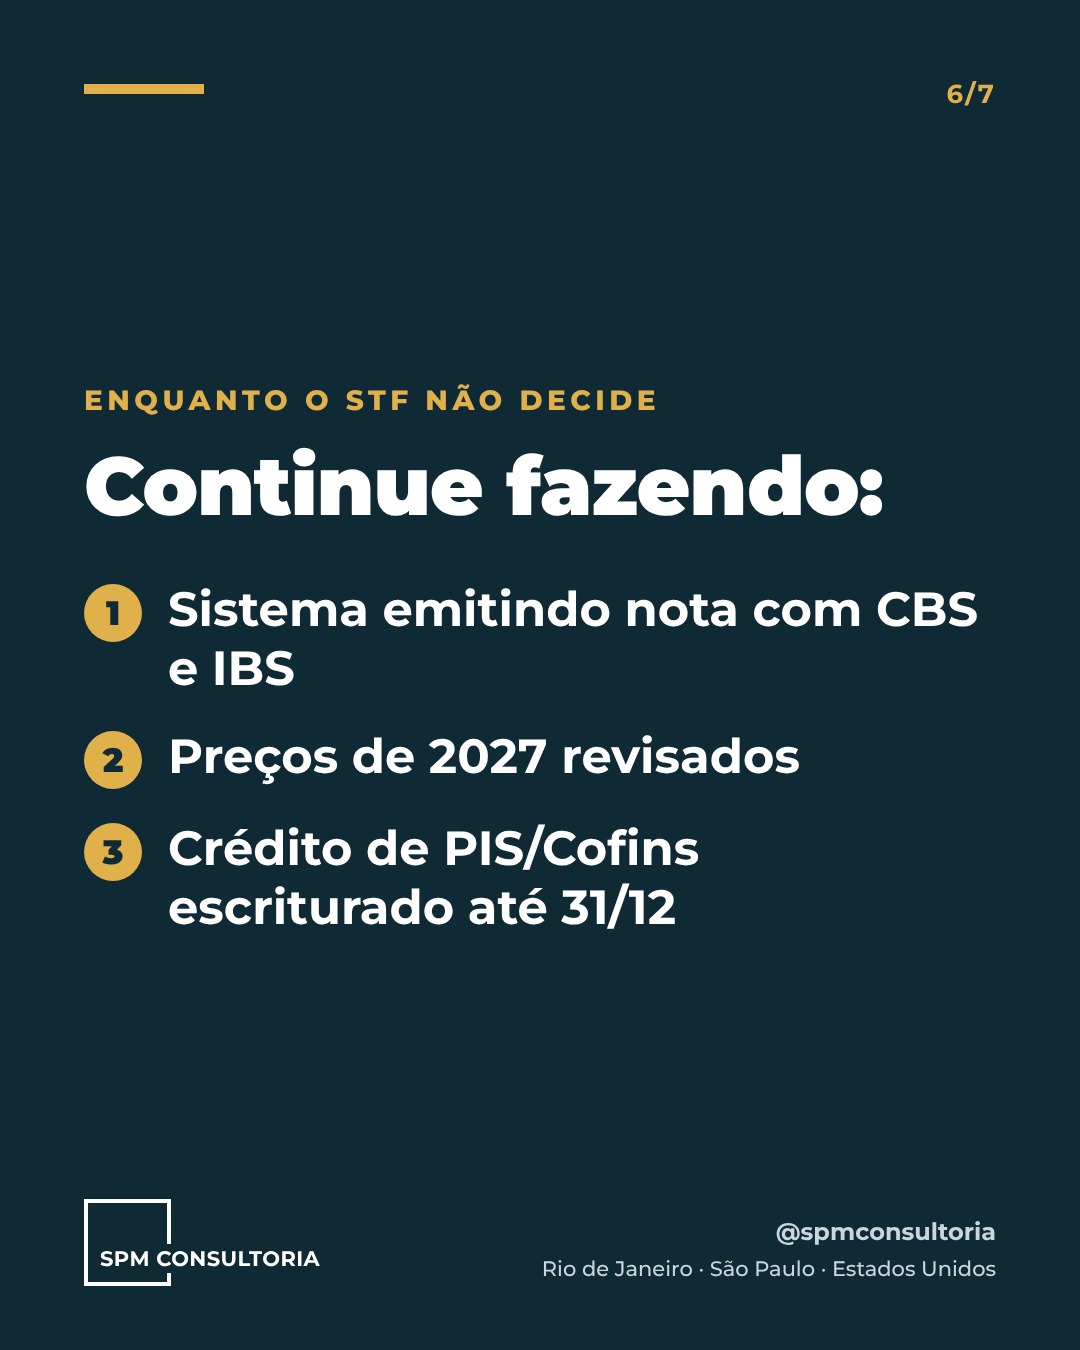 6/7
ENQUANTO O STF NÃO DECIDE
Continue fazendo:
1 Sistema emitindo nota com CBS
e IBS
2 Preços de 2027 revisados
3 Crédito de PIS/Cofins
escriturado até 31/12
SPM CONSULTORIA
@spmconsultoria
Rio de Janeiro · São Paulo · Estados Unidos